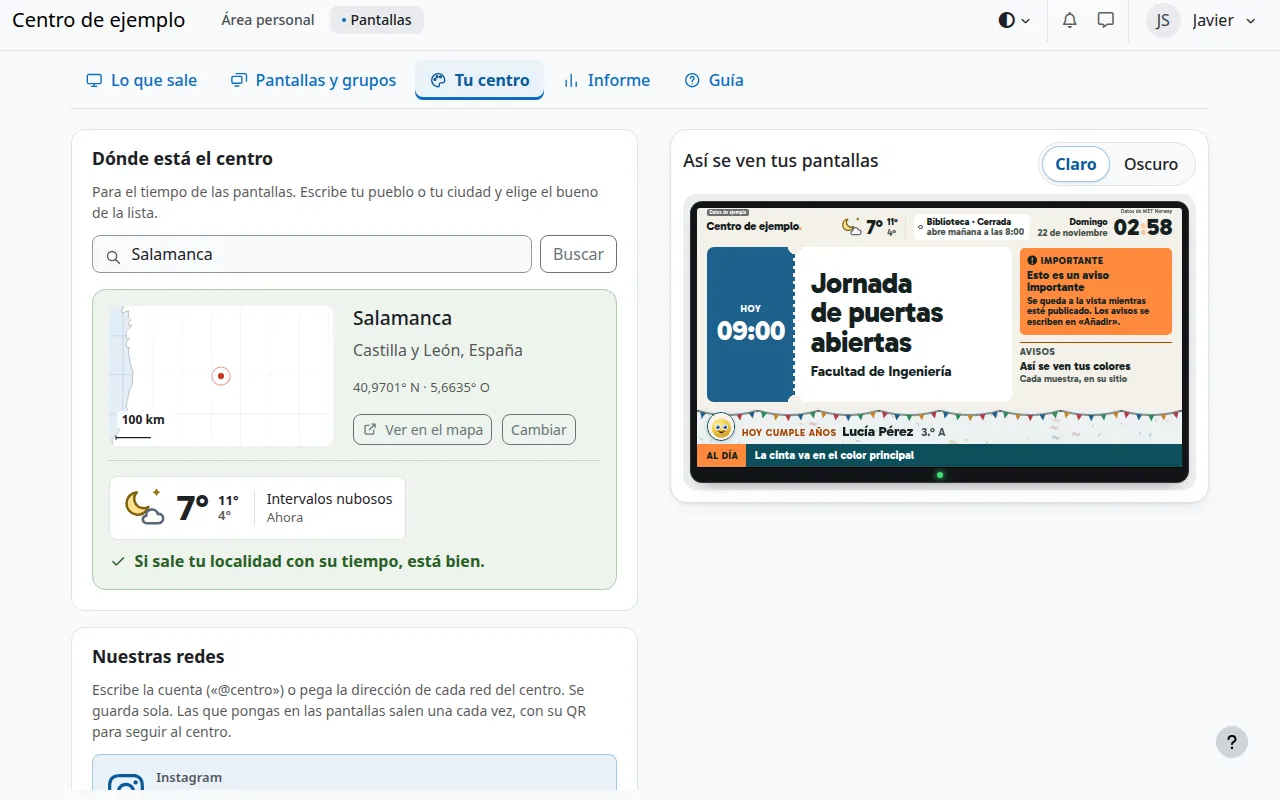 Centro de ejemplo
Área personal
Pantallas
JS
Javier
Lo que sale
Pantallas y grupos
Tu centro
Informe
Guía
Dónde está el centro
Para el tiempo de las pantallas. Escribe tu pueblo o tu ciudad y elige el bueno
de la lista.
Salamanca
Buscar
100 km
Salamanca
Castilla y León, España
40,9701° N · 5,6635° O
Ver en el mapa
Cambiar
7°
11°
4°
Intervalos nubosos
Ahora
Si sale tu localidad con su tiempo, está bien.
Nuestras redes
Escribe la cuenta («@centro») o pega la dirección de cada red del centro. Se
guarda sola. Las que pongas en las pantallas salen una cada vez, con su QR
para seguir al centro.
Instagram
Así se ven tus pantallas
Claro
Oscuro
Datos de ejemplo
Datos de MET Norway
Centro de ejemplo
7°
11°
4°
Biblioteca · Cerrada
abre mañana a las 8:00
Domingo
22 de noviembre
02:58
HOY
09:00
Jornada
de puertas
abiertas
Facultad de Ingeniería
IMPORTANTE
Esto es un aviso
importante
Se queda a la vista mientras
esté publicado. Los avisos se
escriben en «Añadir».
AVISOS
Así se ven tus colores
Cada muestra, en su sitio
HOY CUMPLE AÑOS Lucía Pérez 3.º A
AL DÍA
La cinta va en el color principal
?